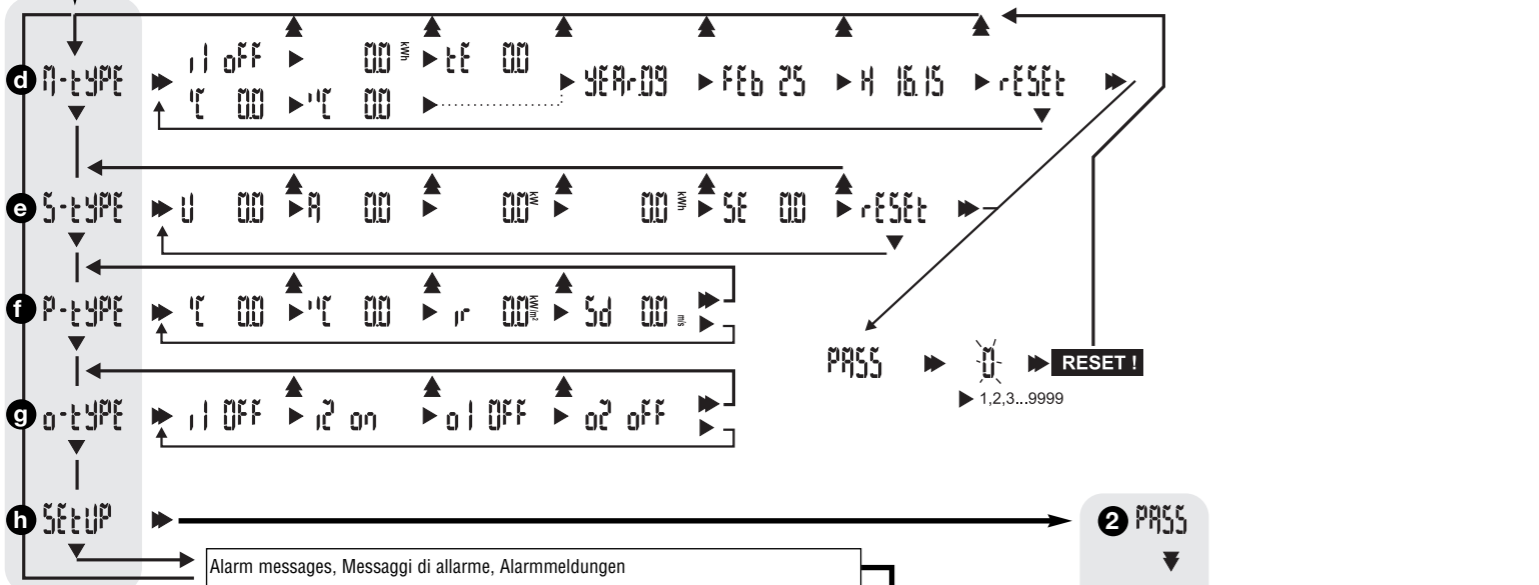 i1 oFF 0.0 kWh tE 0.0
d M-tYPE YEAr.09 FEb 25 H 16.15 rESEt
'C 0.0 "C 0.0
e S-tYPE U 0.0 A 0.0 0.0 kW 0.0 kWh SE 0.0 rESEt
f P-tYPE 'C 0.0 "C 0.0 ir 0.0 kW/m² Sd 0.0 m/s
PASS 0 RESET !
1,2,3...9999
g o-tYPE i1 OFF i2 on o1 OFF o2 oFF
h SEtUP 2 PASS
Alarm messages, Messaggi di allarme, Alarmmeldungen